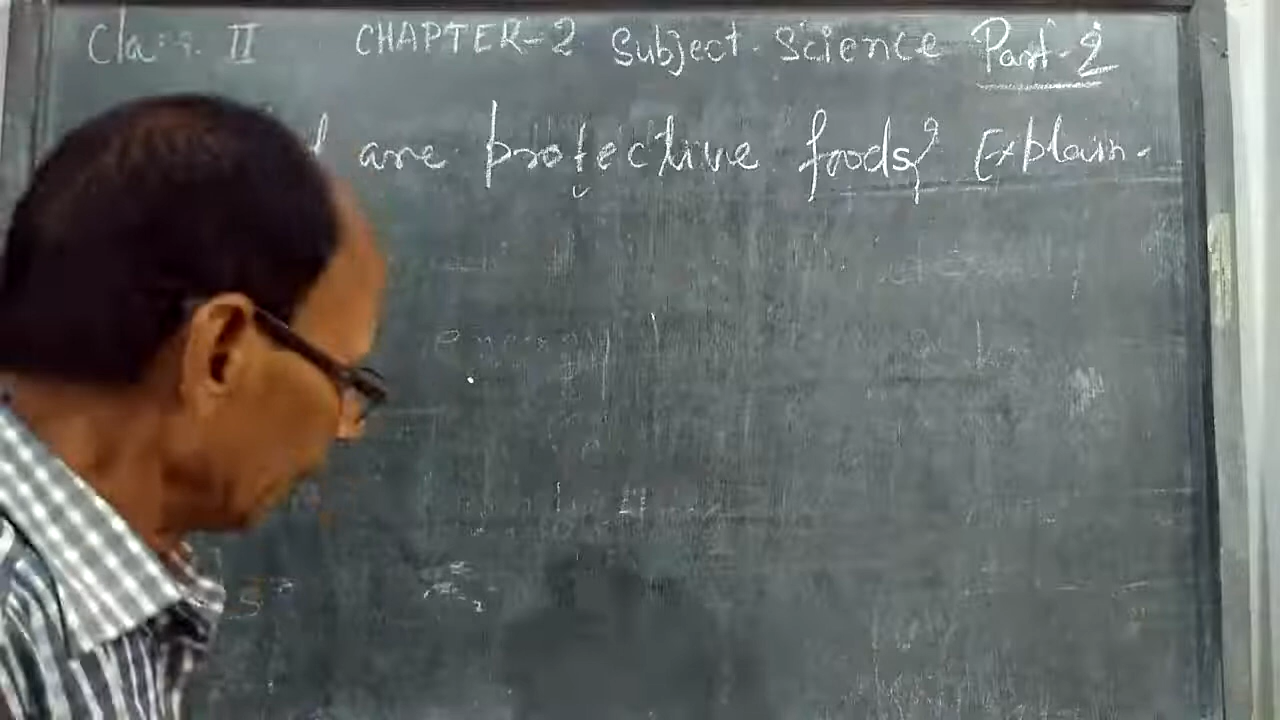 Class II CHAPTER-2 Subject. Science Part-2
are protective foods? Explain.